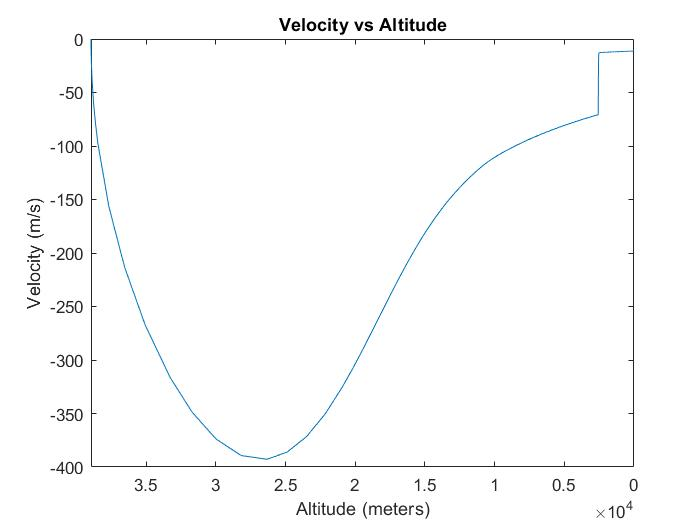 Velocity vs Altitude
0
-50
-100
-150
-200
-250
-300
-350
-400
Velocity (m/s)
3.5 3 2.5 2 1.5 1 0.5 0
Altitude (meters)
×10⁴